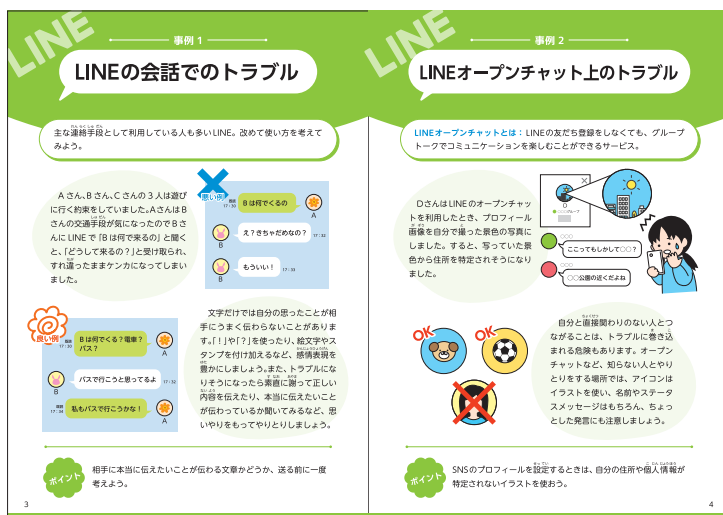 LINE
事例 1
LINEの会話でのトラブル
主な連絡手段として利用している人も多いLINE。改めて使い方を考えて
みよう。
Aさん、Bさん、Cさんの3人は遊び
に行く約束をしていました。AさんはB
さんの交通手段が気になったのでBさ
んにLINEで「Bは何で来るの」と聞く
と、「どうして来るの？」と受け取られ、
すれ違ったままケンカになってしまい
ました。
悪い例
既読
17:30
Bは何でくるの
A
え？きちゃだめなの？
17:32
B
もういい！
17:33
B
良い例
既読
17:30
Bは何でくる？電車？
バス？
A
バスで行こうと思ってるよ
17:32
B
既読
17:34
私もバスで行こうかな！
A
文字だけでは自分の思ったことが相
手にうまく伝わらないことがありま
す。「！」や「？」を使ったり、絵文字やス
タンプを付け加えるなど、感情表現を
豊かにしましょう。また、トラブルにな
りそうになったら素直に謝って正しい
内容を伝えたり、本当に伝えたいこと
が伝わっているか聞いてみるなど、思
いやりをもってやりとりしましょう。
ポイント
相手に本当に伝えたいことが伝わる文章かどうか、送る前に一度
考えよう。
3
LINE
事例 2
LINEオープンチャット上のトラブル
LINEオープンチャットとは：LINEの友だち登録をしなくても、グループ
トークでコミュニケーションを楽しむことができるサービス。
DさんはLINEのオープンチャッ
トを利用したとき、プロフィール
画像を自分で撮った景色の写真に
しました。すると、写っていた景
色から住所を特定されそうになり
ました。
○○○グループ
○○○
ここってもしかして○○？
○○○
○○公園の近くだよね
OK
OK
自分と直接関わりのない人とつ
ながることは、トラブルに巻き込
まれる危険もあります。オープン
チャットなど、知らない人とやり
とりをする場所では、アイコンは
イラストを使い、名前やステータ
スメッセージはもちろん、ちょっ
とした発言にも注意しましょう。
ポイント
SNSのプロフィールを設定するときは、自分の住所や個人情報が
特定されないイラストを使おう。
4